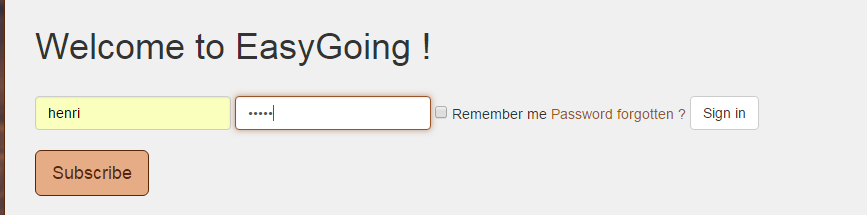 Welcome to EasyGoing !
henri ••••• Remember me Password forgotten ? Sign in
Subscribe